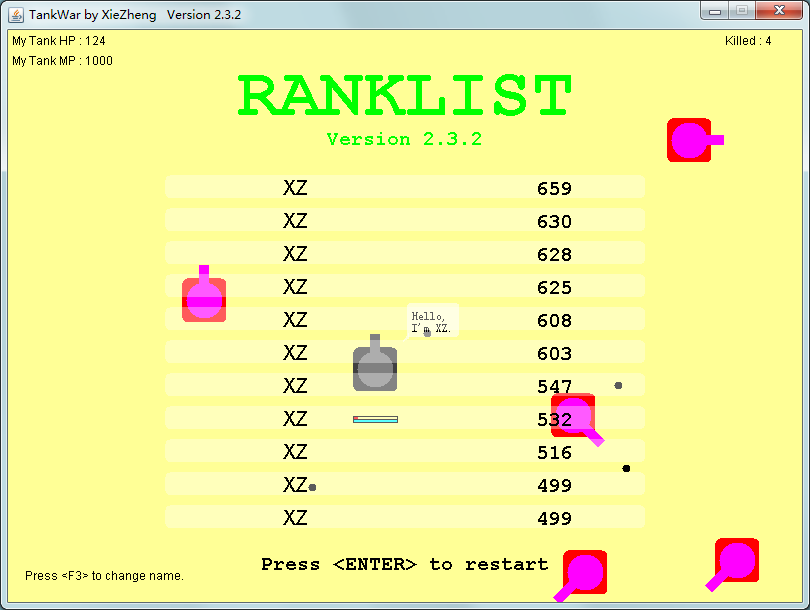 TankWar by XieZheng Version 2.3.2
My Tank HP : 124
Killed : 4
My Tank MP : 1000
RANKLIST
Version 2.3.2
XZ 659
XZ 630
XZ 628
XZ 625
XZ 608
Hello,
I'm XZ.
XZ 603
XZ 547
XZ 532
XZ 516
XZ 499
XZ 499
Press <ENTER> to restart
Press <F3> to change name.